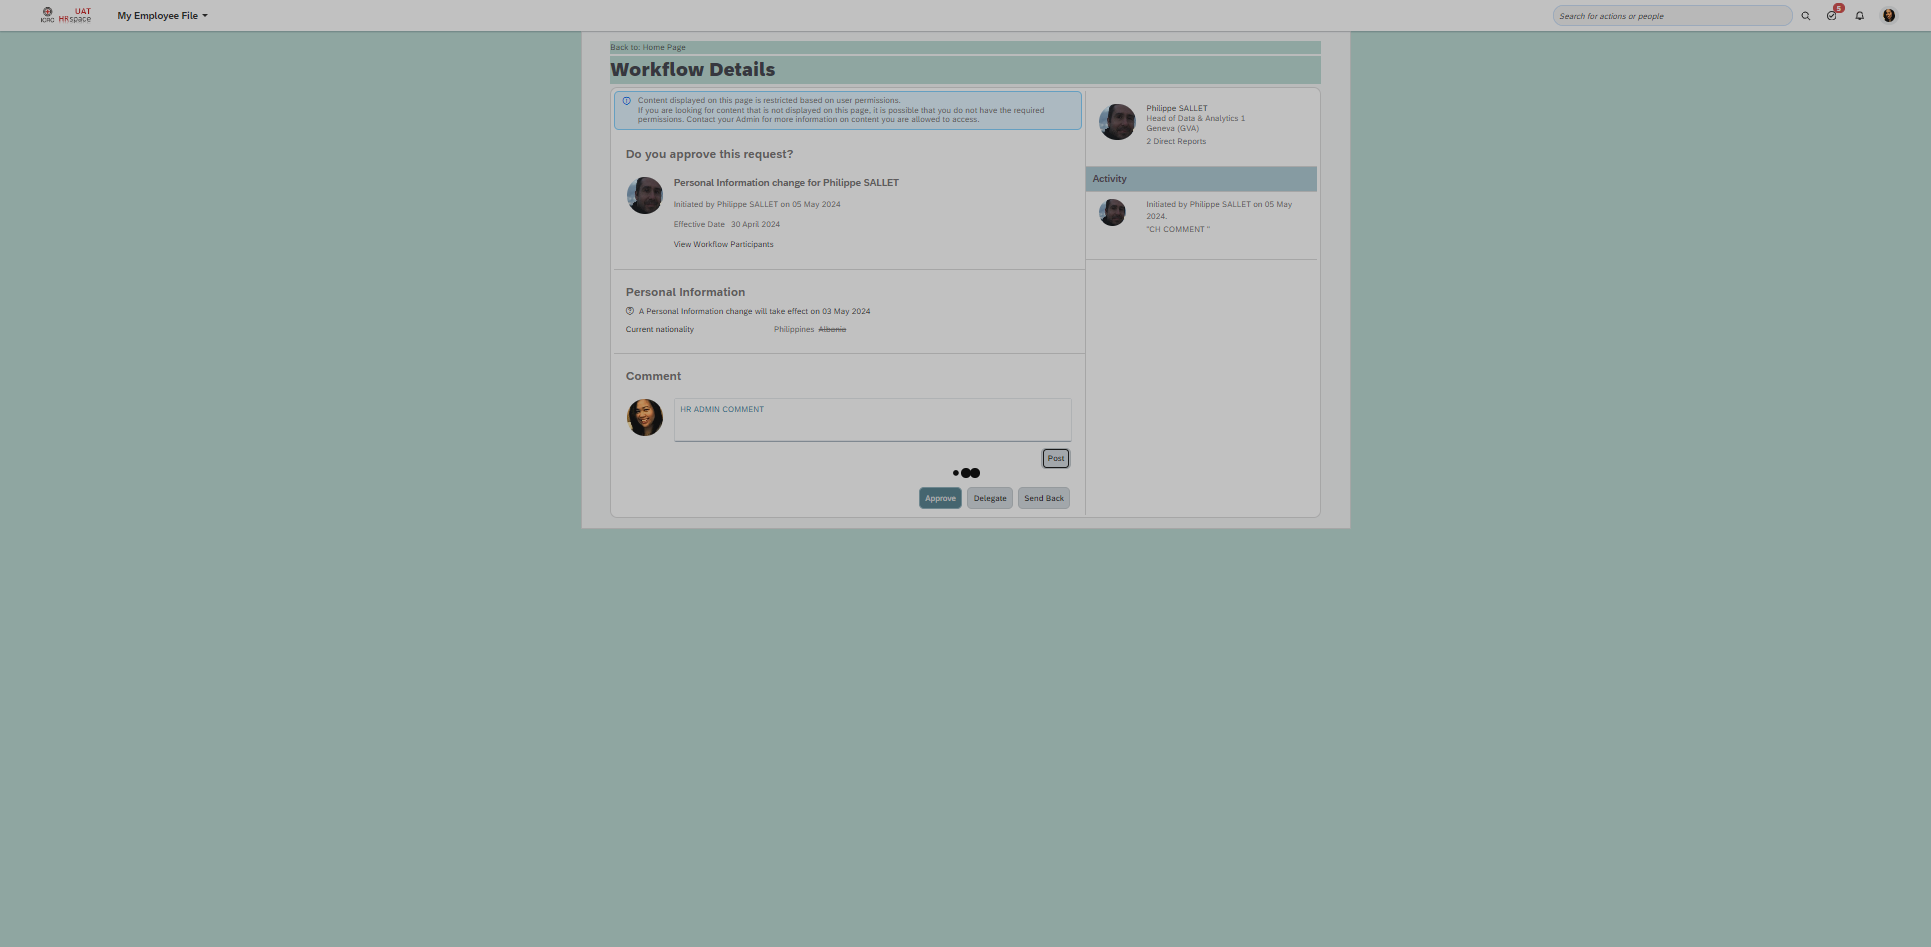 ICRC
UAT
HRspace
My Employee File
Search for actions or people
5
Back to: Home Page
Workflow Details
Content displayed on this page is restricted based on user permissions.
If you are looking for content that is not displayed on this page, it is possible that you do not have the required
permissions. Contact your Admin for more information on content you are allowed to access.
Do you approve this request?
Personal Information change for Philippe SALLET
Initiated by Philippe SALLET on 05 May 2024
Effective Date 30 April 2024
View Workflow Participants
Personal Information
A Personal Information change will take effect on 03 May 2024
Current nationality Philippines Albania
Comment
HR ADMIN COMMENT
Post
Approve Delegate Send Back
Philippe SALLET
Head of Data & Analytics 1
Geneva (GVA)
2 Direct Reports
Activity
Initiated by Philippe SALLET on 05 May
2024.
"CH COMMENT "